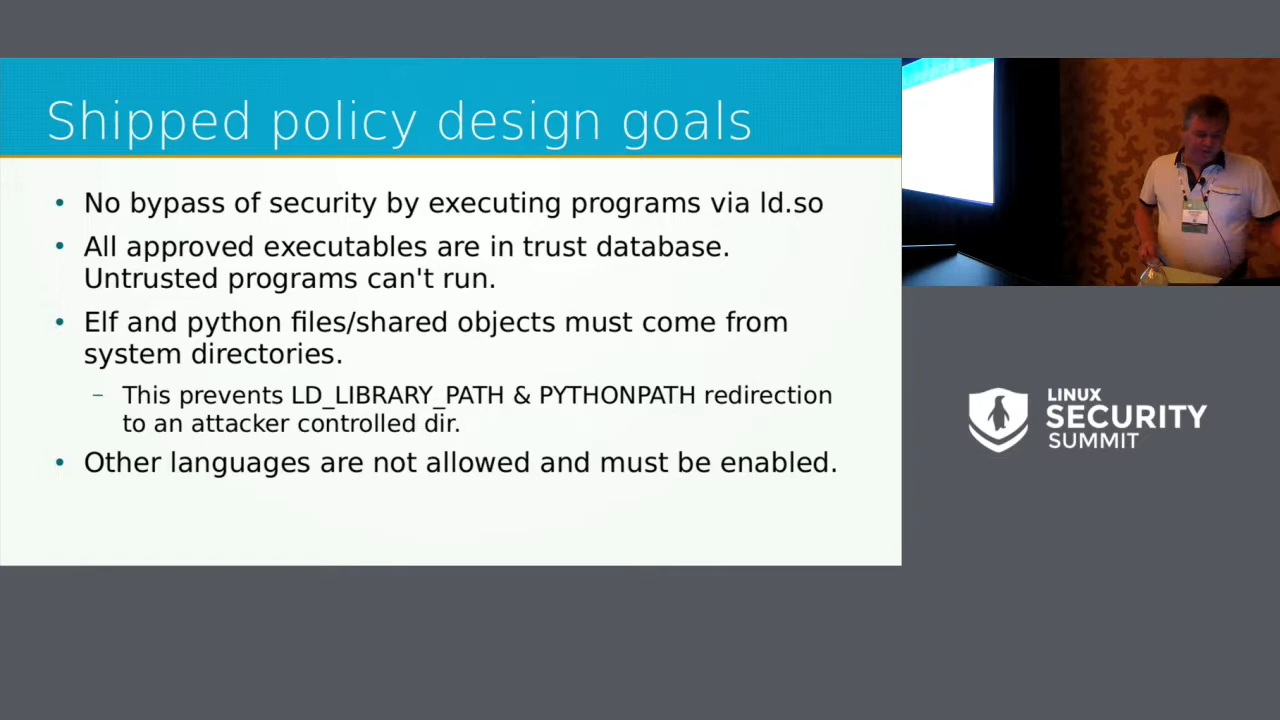 Shipped policy design goals
• No bypass of security by executing programs via ld.so
• All approved executables are in trust database.
Untrusted programs can't run.
• Elf and python files/shared objects must come from
system directories.
– This prevents LD_LIBRARY_PATH & PYTHONPATH redirection
to an attacker controlled dir.
• Other languages are not allowed and must be enabled.
LINUX
SECURITY
SUMMIT